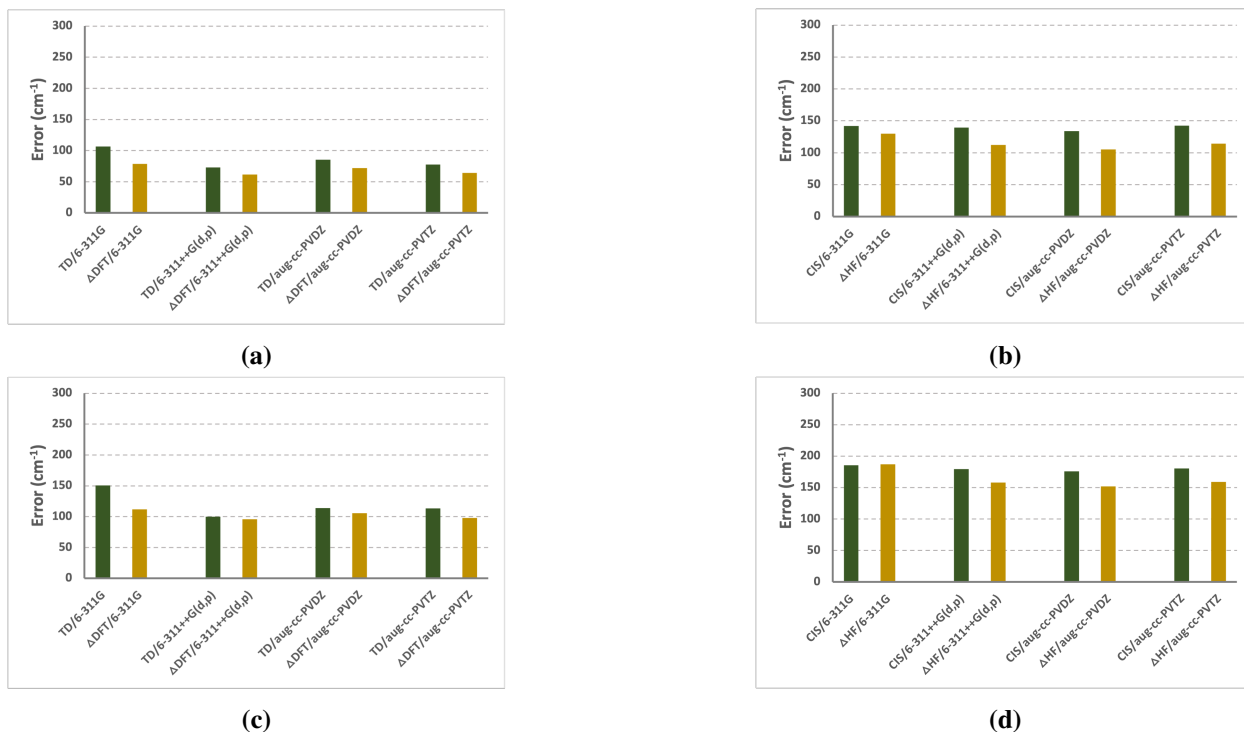 300
250
200
150
100
50
0
Error (cm-1)
TD/6-311G
ΔDFT/6-311G
TD/6-311++G(d,p)
ΔDFT/6-311++G(d,p)
TD/aug-cc-PVDZ
ΔDFT/aug-cc-PVDZ
TD/aug-cc-PVTZ
ΔDFT/aug-cc-PVTZ
(a)
300
250
200
150
100
50
0
Error (cm-1)
CIS/6-311G
ΔHF/6-311G
CIS/6-311++G(d,p)
ΔHF/6-311++G(d,p)
CIS/aug-cc-PVDZ
ΔHF/aug-cc-PVDZ
CIS/aug-cc-PVTZ
ΔHF/aug-cc-PVTZ
(b)
300
250
200
150
100
50
0
Error (cm-1)
TD/6-311G
ΔDFT/6-311G
TD/6-311++G(d,p)
ΔDFT/6-311++G(d,p)
TD/aug-cc-PVDZ
ΔDFT/aug-cc-PVDZ
TD/aug-cc-PVTZ
ΔDFT/aug-cc-PVTZ
(c)
300
250
200
150
100
50
0
Error (cm-1)
CIS/6-311G
ΔHF/6-311G
CIS/6-311++G(d,p)
ΔHF/6-311++G(d,p)
CIS/aug-cc-PVDZ
ΔHF/aug-cc-PVDZ
CIS/aug-cc-PVTZ
ΔHF/aug-cc-PVTZ
(d)